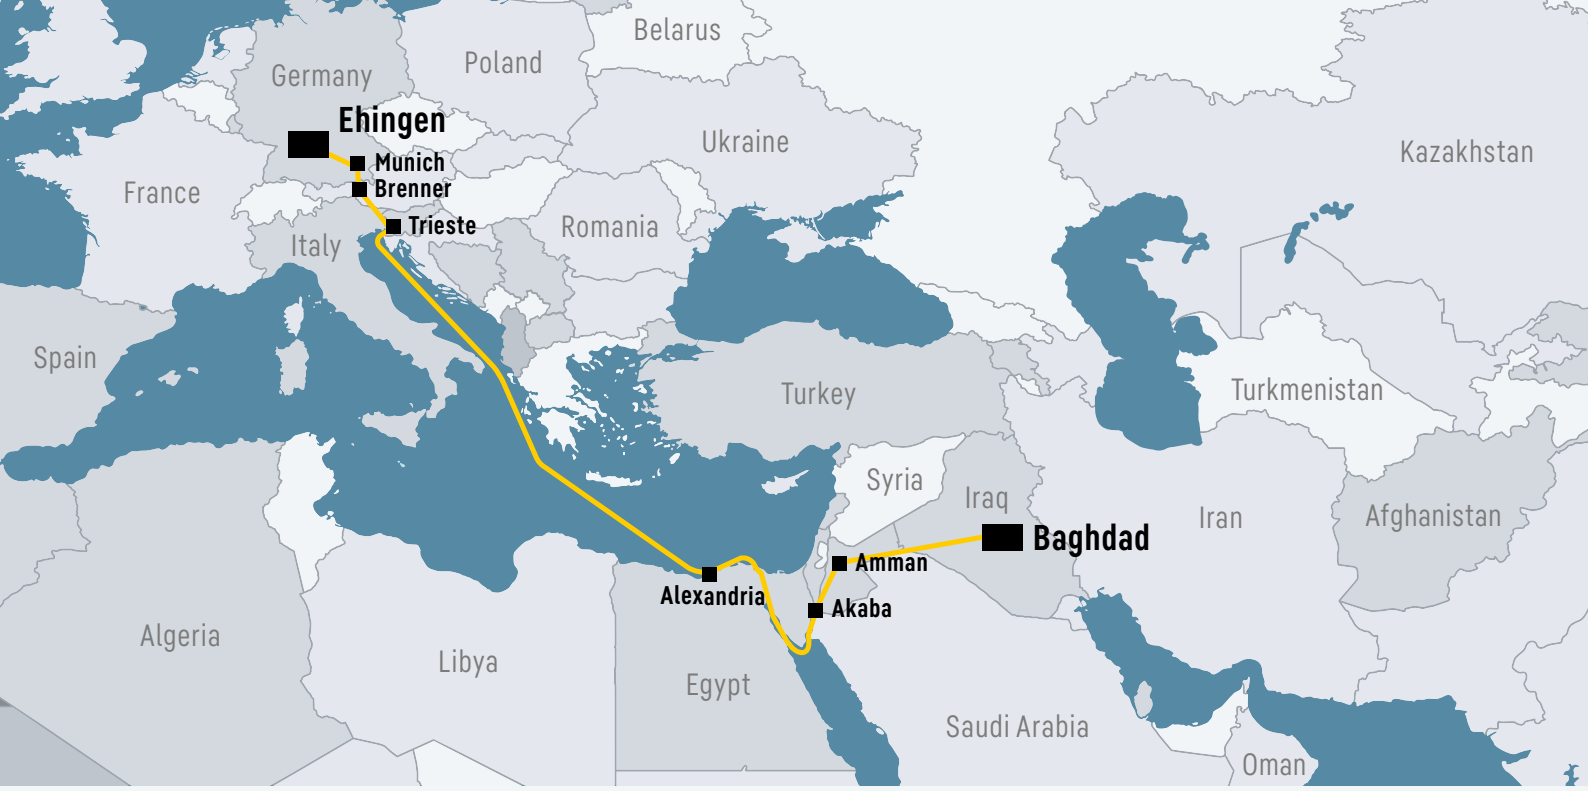 Belarus
Poland
Germany
Ehingen
Ukraine
Kazakhstan
Munich
France
Brenner
Trieste
Romania
Italy
Spain
Turkey
Turkmenistan
Syria
Iraq
Iran
Afghanistan
Baghdad
Amman
Alexandria
Akaba
Algeria
Libya
Egypt
Saudi Arabia
Oman